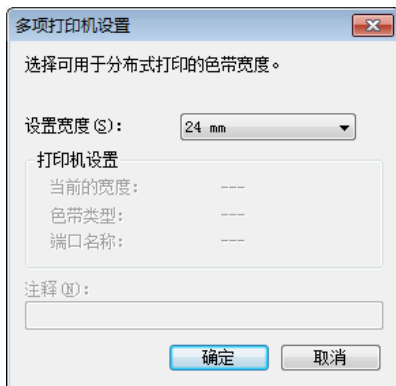 多项打印机设置
选择可用于分布式打印的色带宽度。
设置宽度(S)： 24 mm
打印机设置
当前的宽度： ---
色带类型： ---
端口名称： ---
注释(N)：
确定 取消